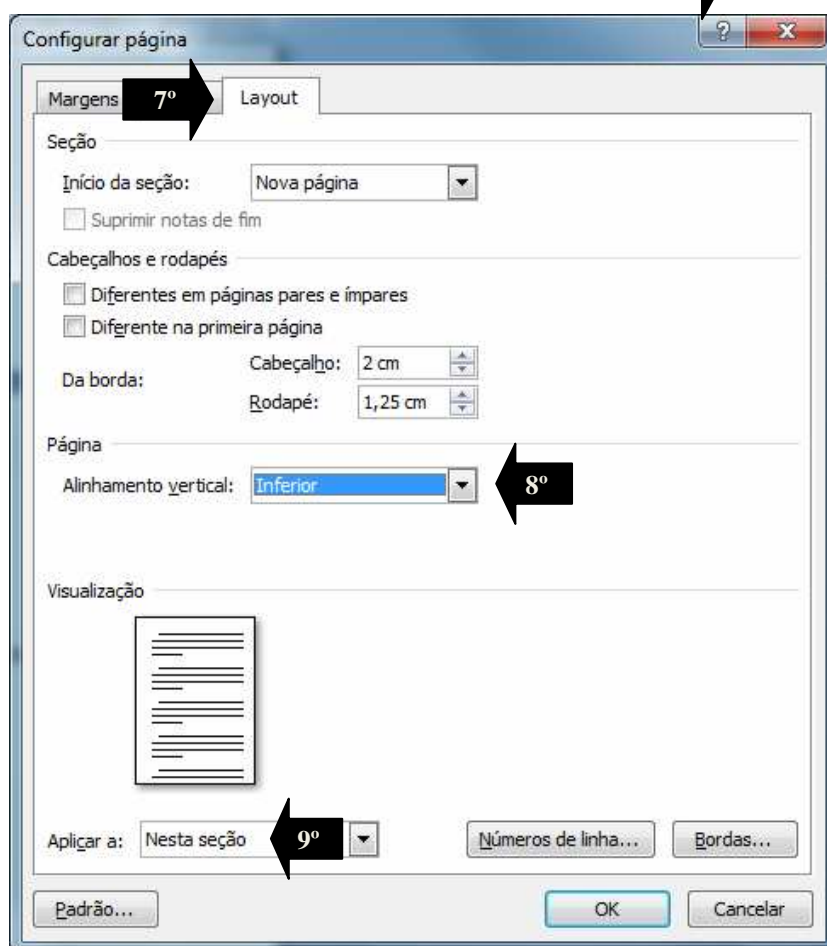 Configurar página
Margens 7º Layout
Seção
Início da seção: Nova página
Suprimir notas de fim
Cabeçalhos e rodapés
Diferentes em páginas pares e ímpares
Diferente na primeira página
Da borda: Cabeçalho: 2 cm
Rodapé: 1,25 cm
Página
Alinhamento vertical: Inferior 8º
Visualização
Aplicar a: Nesta seção 9º Números de linha... Bordas...
Padrão... OK Cancelar